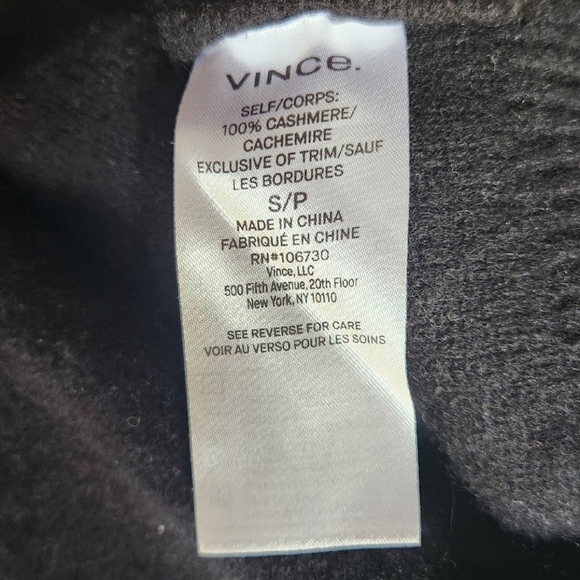 VINCE.
SELF/CORPS:
100% CASHMERE/
CACHEMIRE
EXCLUSIVE OF TRIM/SAUF
LES BORDURES
S/P
MADE IN CHINA
FABRIQUÉ EN CHINE
RN#106730
Vince, LLC
500 Fifth Avenue, 20th Floor
New York, NY 10110
SEE REVERSE FOR CARE
VOIR AU VERSO POUR LES SOINS